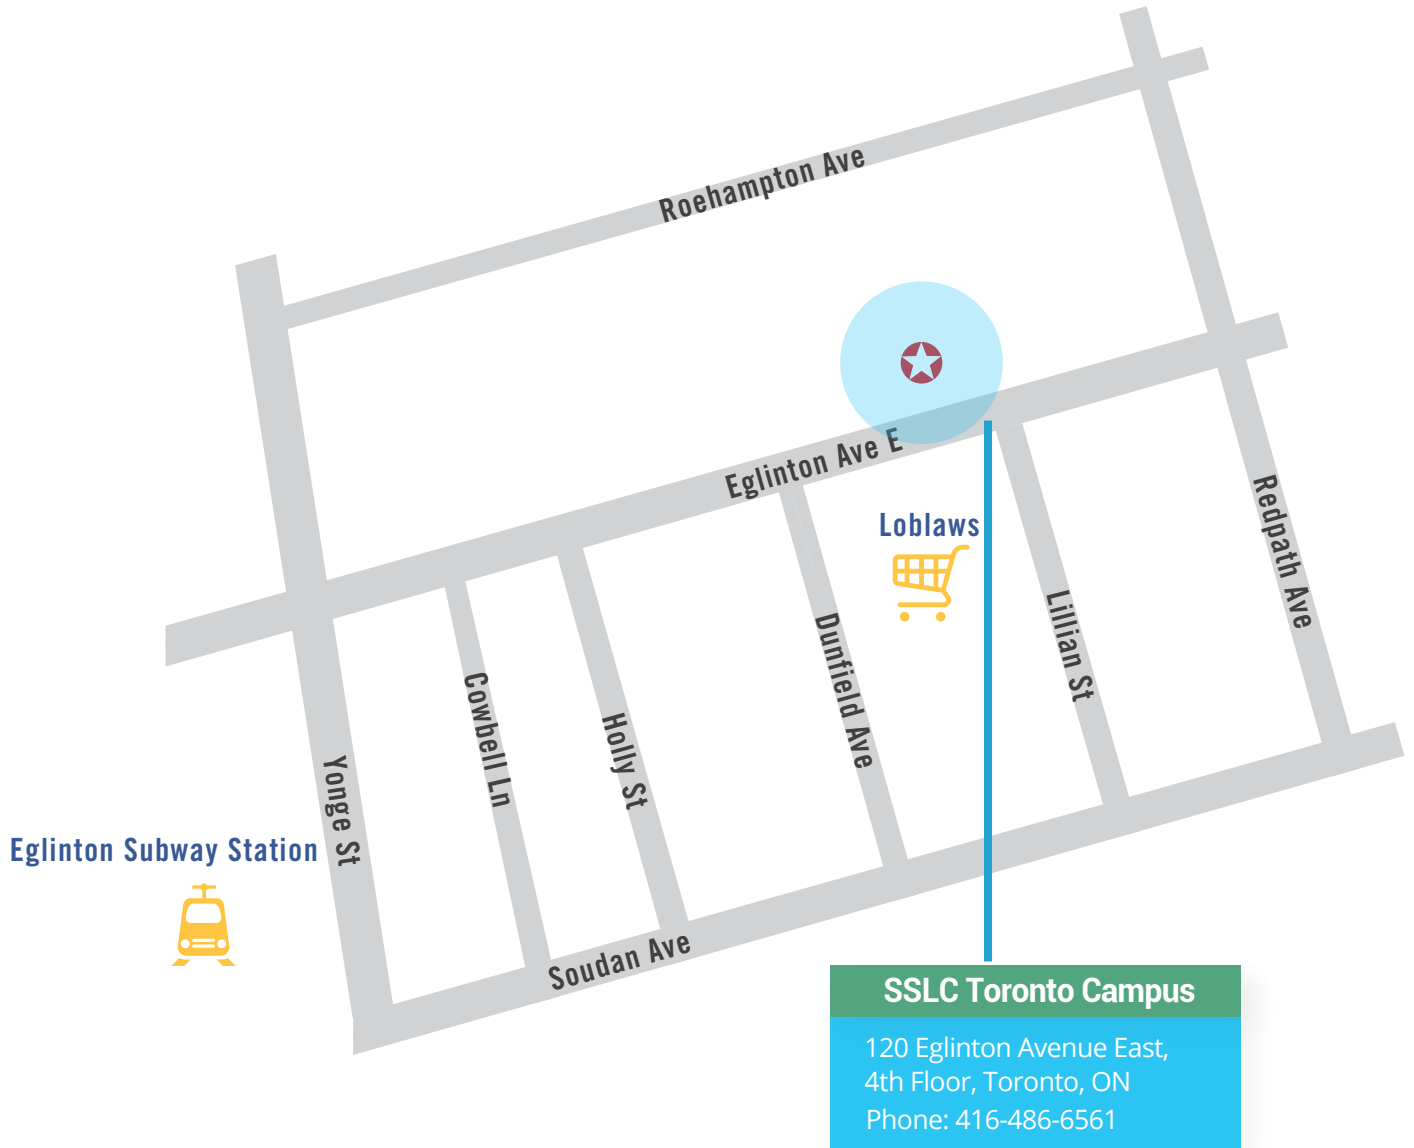 Roehampton Ave
Eglinton Ave E
Loblaws
Redpath Ave
Lillian St
Dunfield Ave
Cowbell Ln
Holly St
Yonge St
Eglinton Subway Station
Soudan Ave
SSLC Toronto Campus
120 Eglinton Avenue East,
4th Floor, Toronto, ON
Phone: 416-486-6561